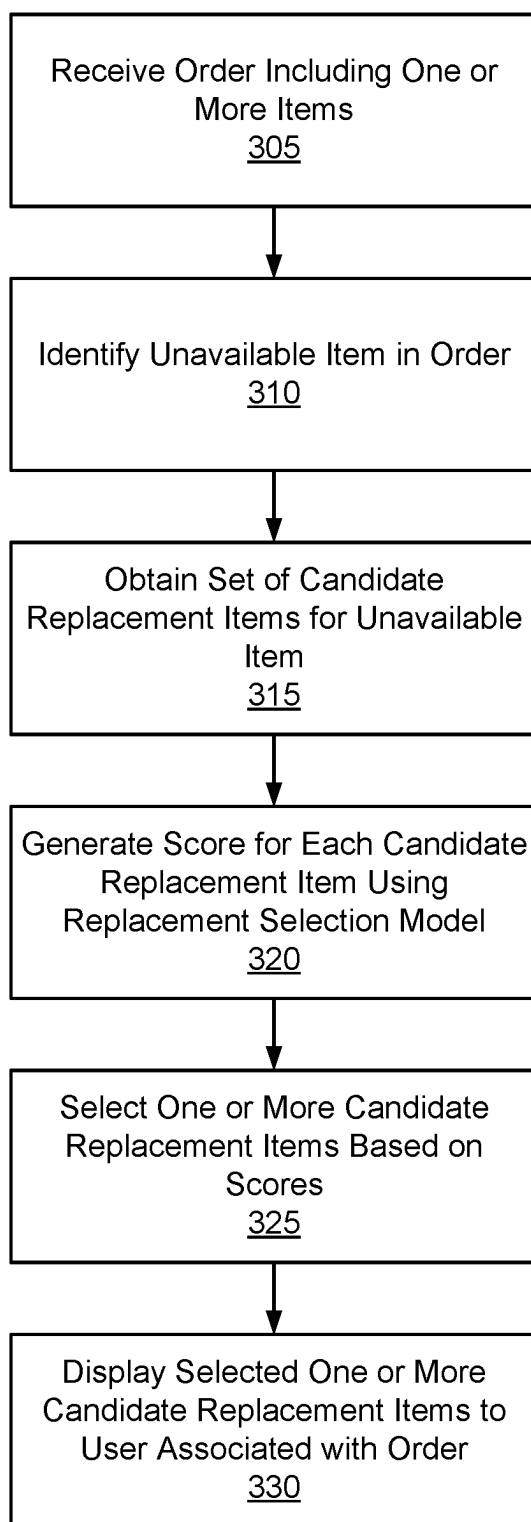 Receive Order Including One or
More Items
305
Identify Unavailable Item in Order
310
Obtain Set of Candidate
Replacement Items for Unavailable
Item
315
Generate Score for Each Candidate
Replacement Item Using
Replacement Selection Model
320
Select One or More Candidate
Replacement Items Based on
Scores
325
Display Selected One or More
Candidate Replacement Items to
User Associated with Order
330